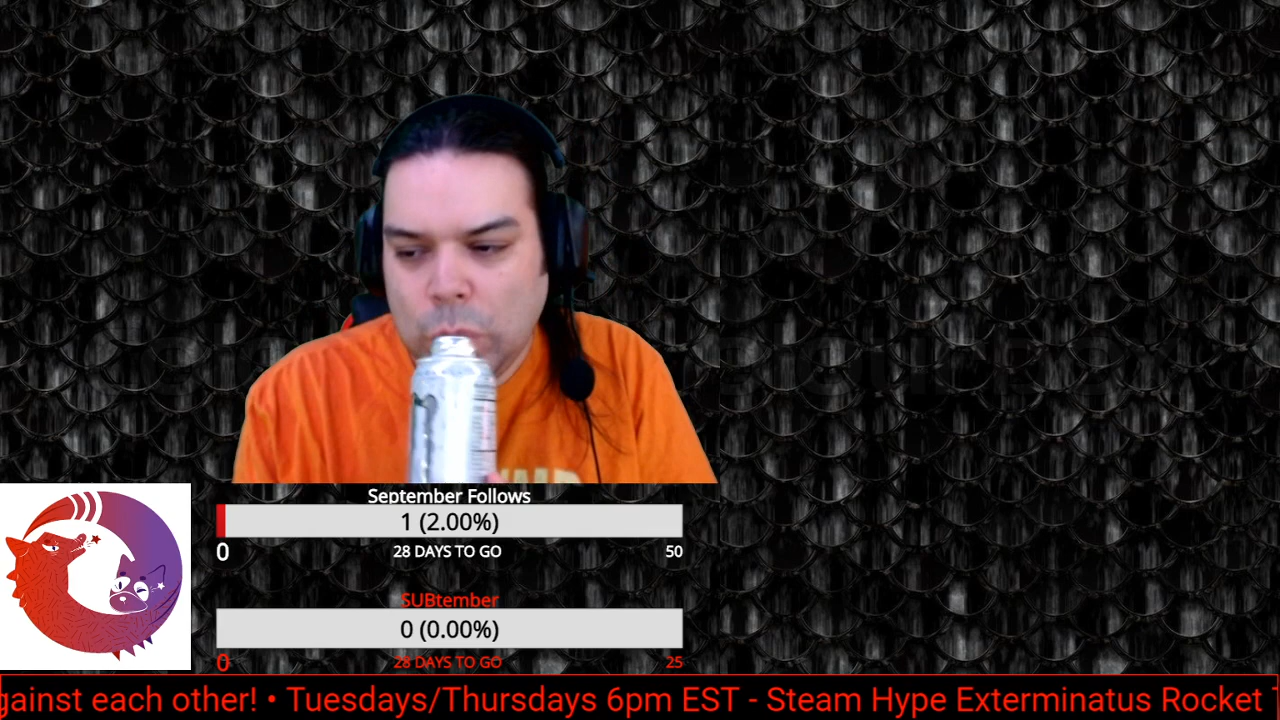 September Follows
1 (2.00%)
0 28 DAYS TO GO 50
SUBtember
0 (0.00%)
0 28 DAYS TO GO 25
gainst each other! • Tuesdays/Thursdays 6pm EST - Steam Hype Exterminatus Rocket